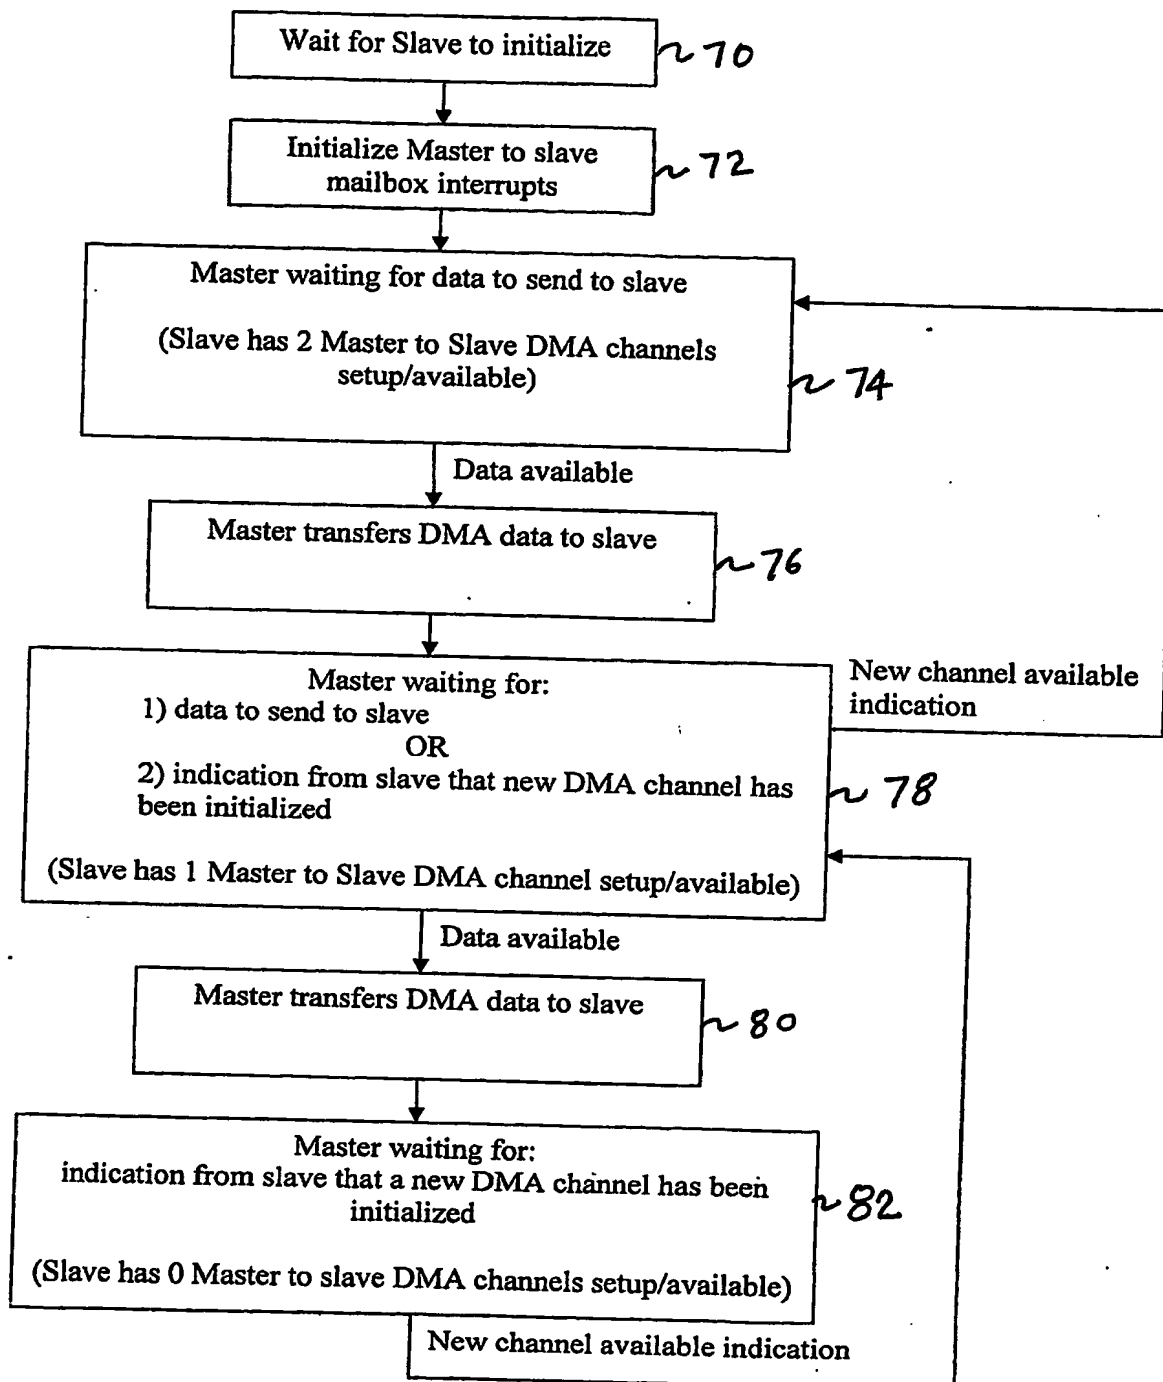 Wait for Slave to initialize
70
Initialize Master to slave
mailbox interrupts
72
Master waiting for data to send to slave
(Slave has 2 Master to Slave DMA channels
setup/available)
74
Data available
Master transfers DMA data to slave
76
Master waiting for:
1) data to send to slave
OR
2) indication from slave that new DMA channel has
been initialized
(Slave has 1 Master to Slave DMA channel setup/available)
New channel available
indication
78
Data available
Master transfers DMA data to slave
80
Master waiting for:
indication from slave that a new DMA channel has been
initialized
(Slave has 0 Master to slave DMA channels setup/available)
82
New channel available indication